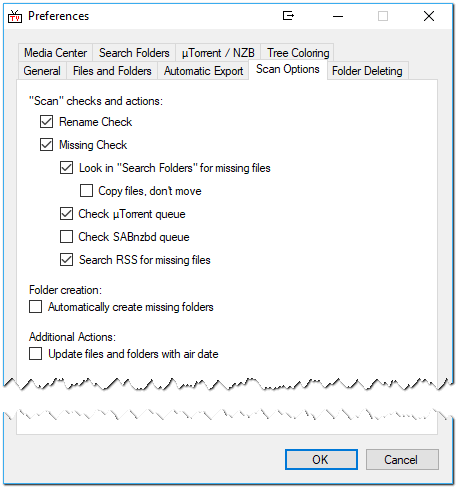 TV
Preferences
Media Center
Search Folders
µTorrent / NZB
Tree Coloring
General
Files and Folders
Automatic Export
Scan Options
Folder Deleting
"Scan" checks and actions:
Rename Check
Missing Check
Look in "Search Folders" for missing files
Copy files, don't move
Check µTorrent queue
Check SABnzbd queue
Search RSS for missing files
Folder creation:
Automatically create missing folders
Additional Actions:
Update files and folders with air date
OK
Cancel